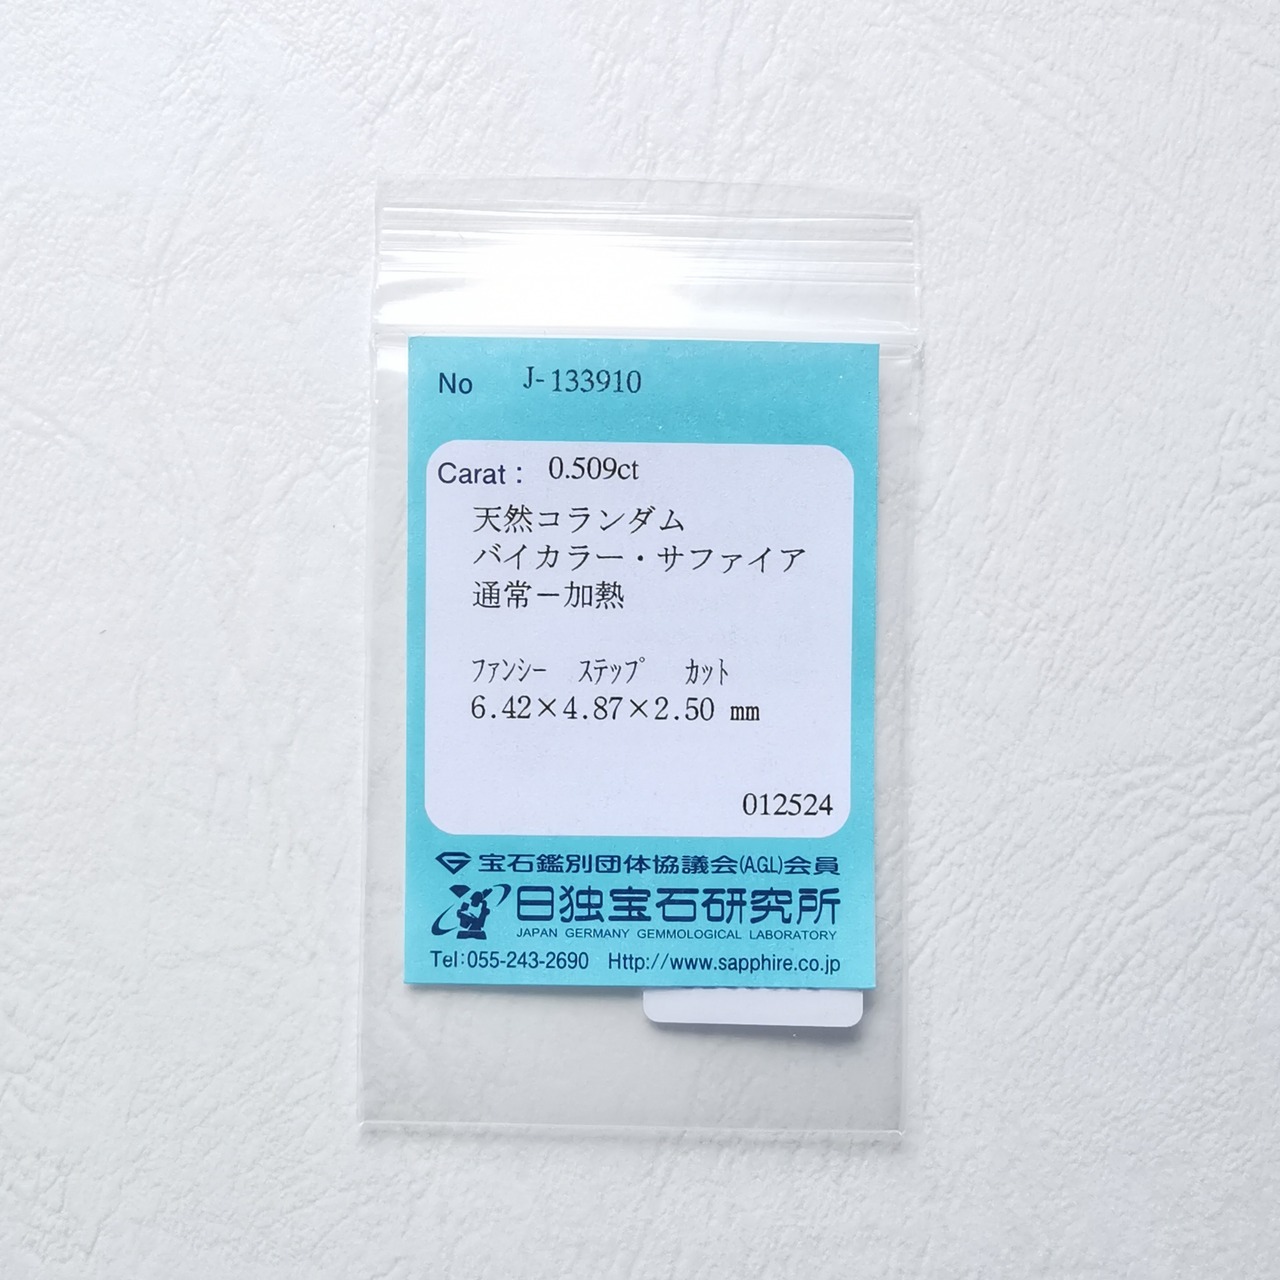 No J-133910
Carat : 0.509ct
天然コランダム
バイカラー・サファイア
通常－加熱
ﾌｧﾝｼｰ ｽﾃｯﾌﾟ ｶｯﾄ
6.42×4.87×2.50 mm
012524
宝石鑑別団体協議会(AGL)会員
日独宝石研究所
JAPAN GERMANY GEMMOLOGICAL LABORATORY
Tel:055-243-2690 Http://www.sapphire.co.jp